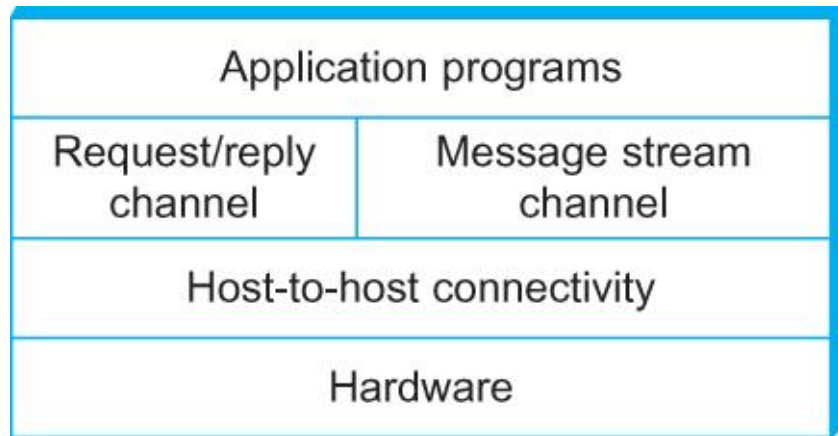 Application programs
Request/reply
channel
Message stream
channel
Host-to-host connectivity
Hardware